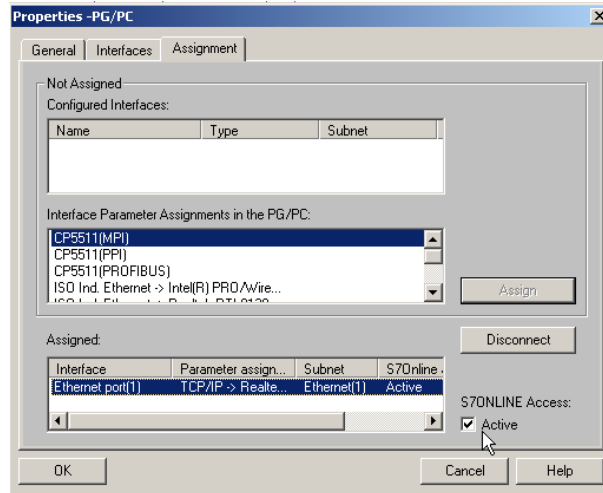 Properties -PG/PC
General Interfaces Assignment
Not Assigned
Configured Interfaces:
Name Type Subnet
Interface Parameter Assignments in the PG/PC:
CP5511(MPI)
CP5511(PPI)
CP5511(PROFIBUS)
ISO Ind. Ethernet -> Intel(R) PRO/Wire...
Assign
Assigned:
Disconnect
Interface Parameter assign... Subnet S7Online
Ethernet port(1) TCP/IP -> Realte... Ethernet(1) Active
S7ONLINE Access:
Active
OK Cancel Help